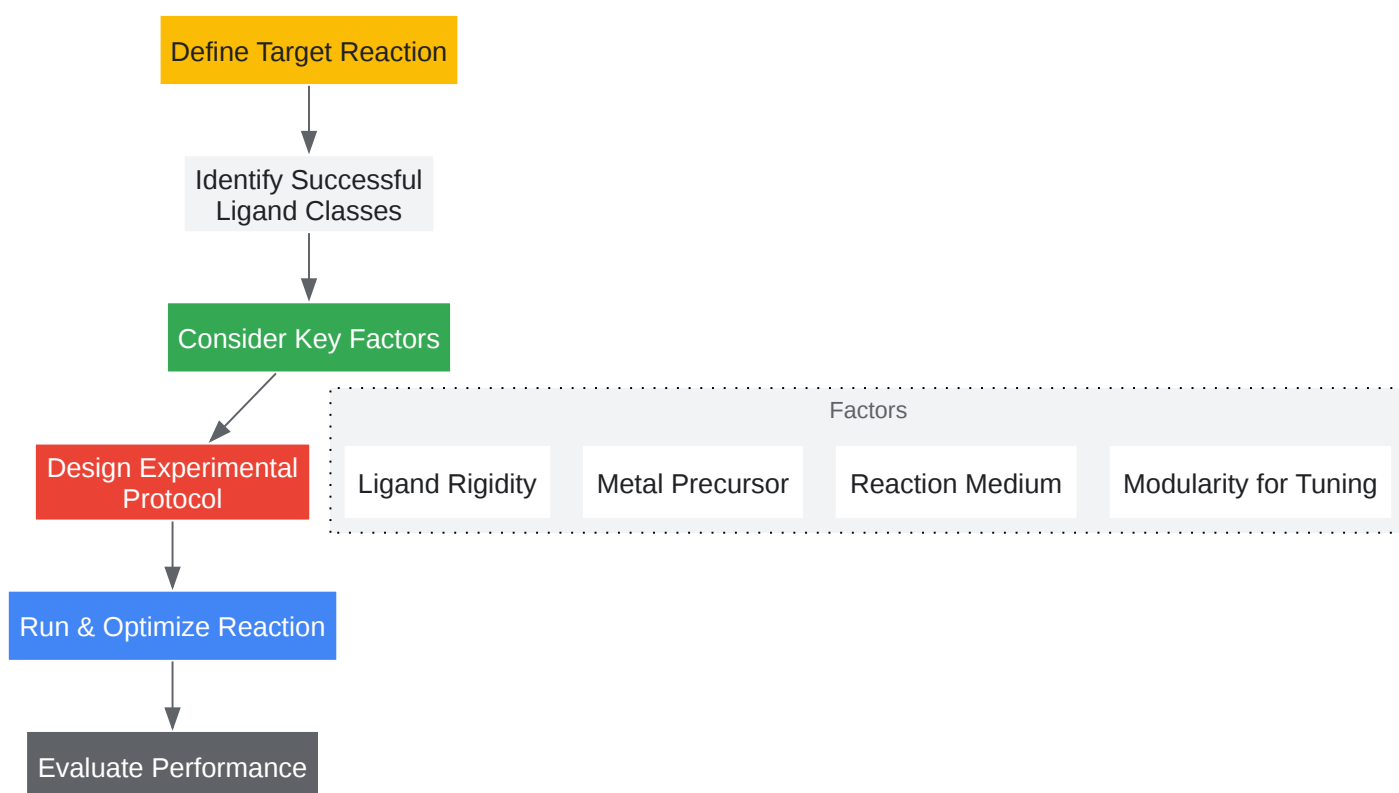 Define Target Reaction
Identify Successful
Ligand Classes
Consider Key Factors
Factors
Design Experimental
Protocol
Ligand Rigidity
Metal Precursor
Reaction Medium
Modularity for Tuning
Run & Optimize Reaction
Evaluate Performance